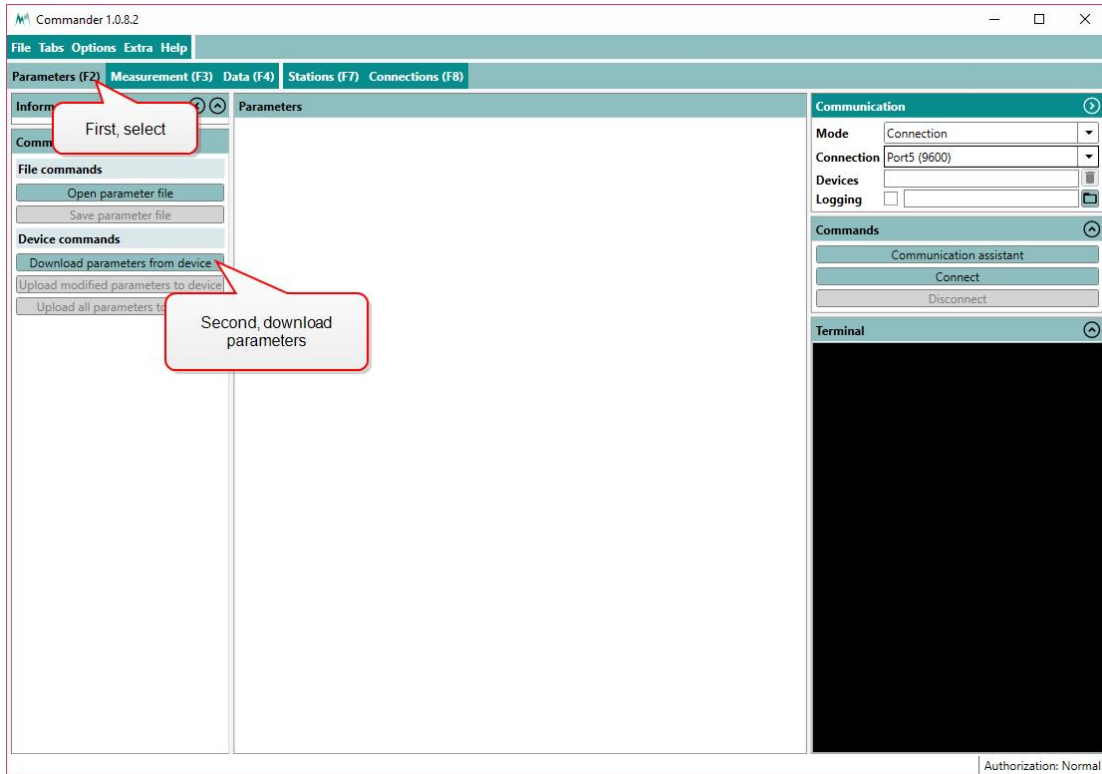 Commander 1.0.8.2
File Tabs Options Extra Help
Parameters (F2) Measurement (F3) Data (F4) Stations (F7) Connections (F8)
First, select
File commands
Open parameter file
Save parameter file
Device commands
Download parameters from device
Upload modified parameters to device
Upload all parameters
Second, download
parameters
Parameters
Communication
Mode Connection
Connection Port5 (9600)
Devices
Logging
Commands
Communication assistant
Connect
Disconnect
Terminal
Authorization: Normal